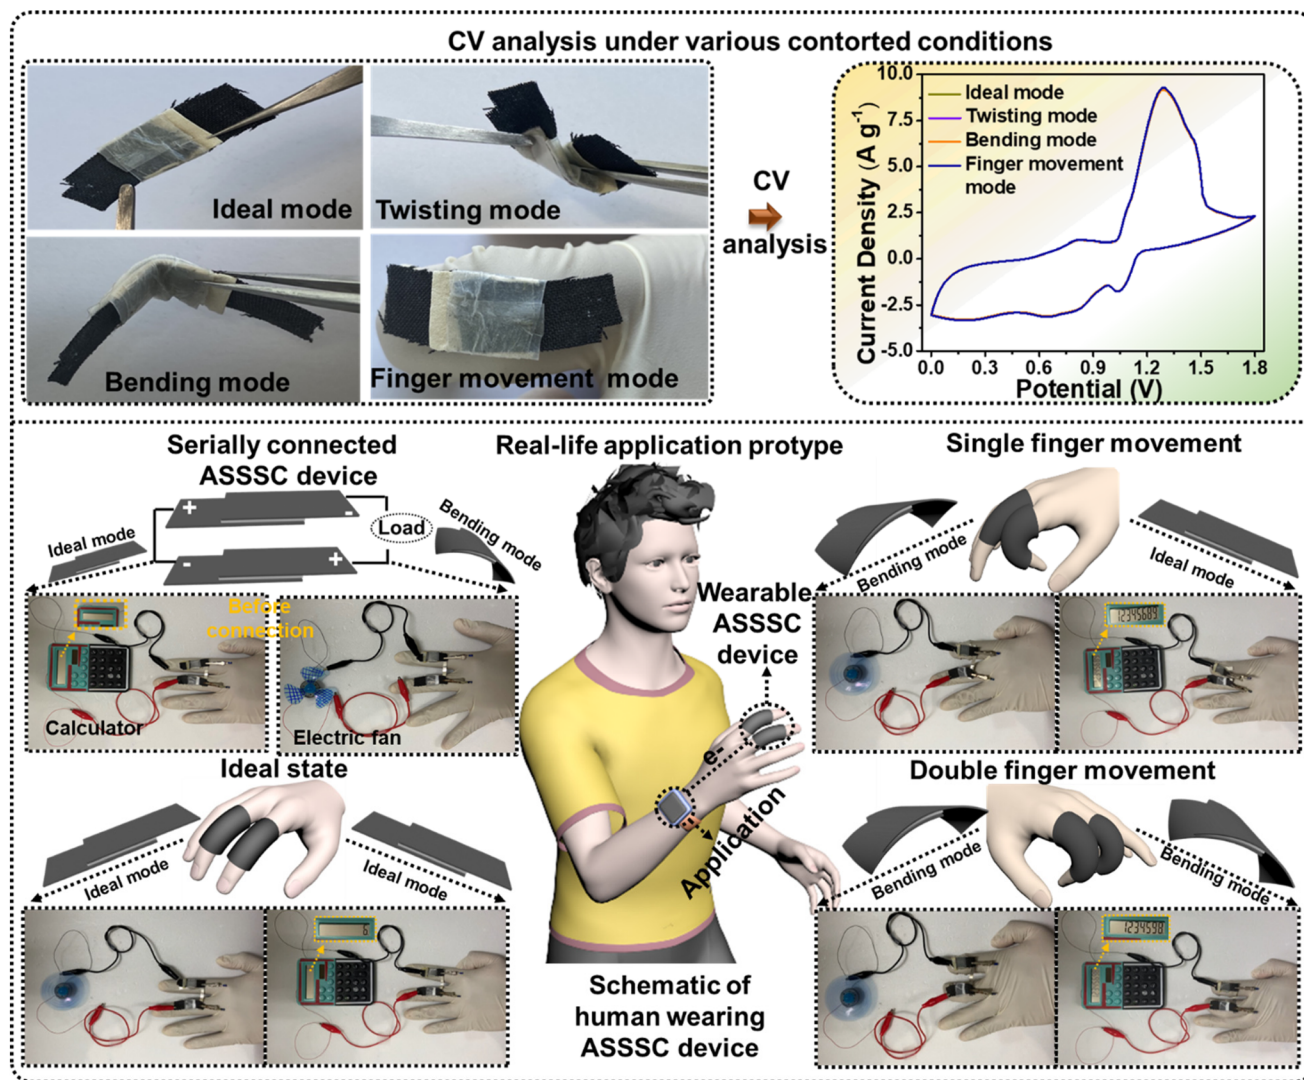 CV analysis under various contorted conditions
Ideal mode
Twisting mode
Bending mode
Finger movement mode
CV
analysis
Current Density (A g⁻¹)
10.0
7.5
5.0
2.5
0.0
-2.5
-5.0
Ideal mode
Twisting mode
Bending mode
Finger movement
mode
0.0 0.3 0.6 0.9 1.2 1.5 1.8
Potential (V)
Serially connected
ASSSC device
+
-
Load
-
+
Ideal mode
Bending mode
Before
connection
Calculator
Electric fan
Real-life application protype
Wearable
ASSSC
device
e-
Application
Schematic of
human wearing
ASSSC device
Single finger movement
Bending mode
Ideal mode
Ideal state
Ideal mode
Ideal mode
6
Double finger movement
Bending mode
Bending mode
1234598